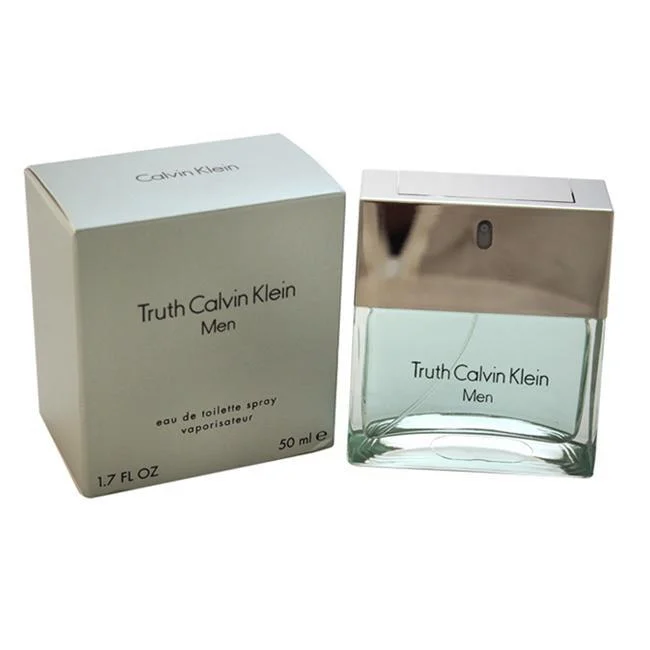 Calvin Klein
Truth Calvin Klein
Men
eau de toilette spray
vaporisateur
50 ml ℮
1.7 FL OZ
Truth Calvin Klein
Men